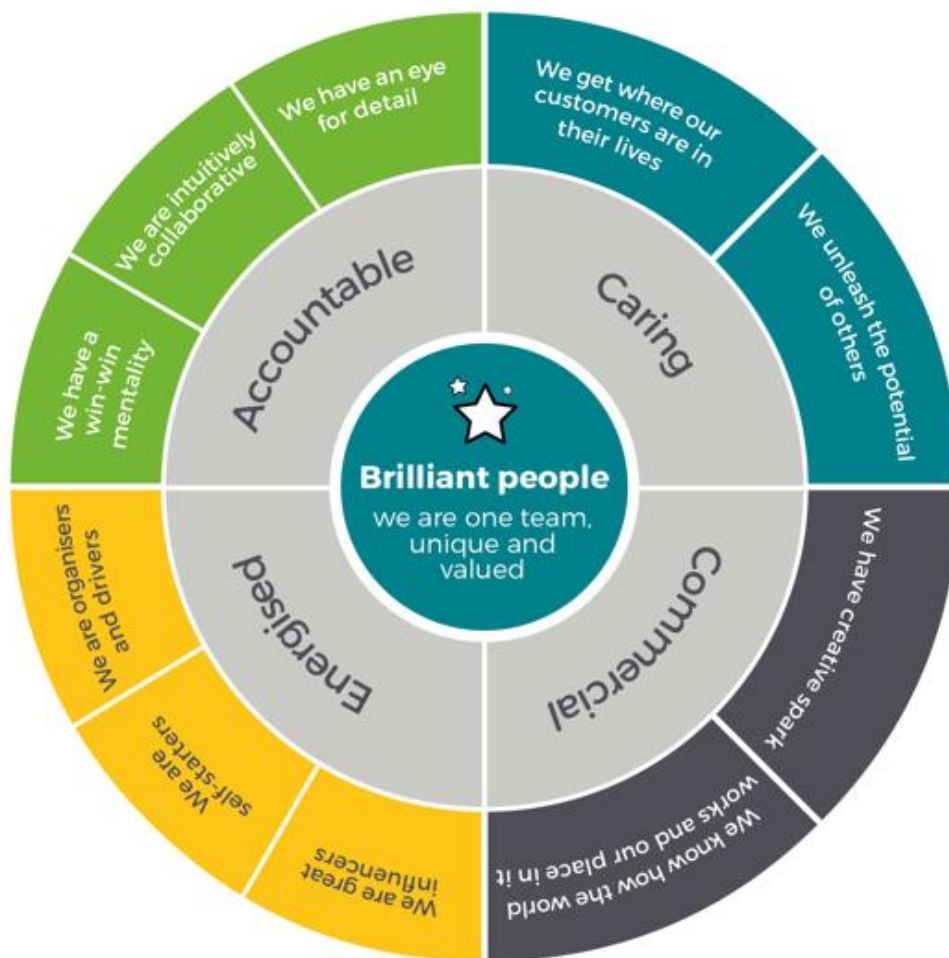 Brilliant people
we are one team,
unique and
valued
Caring
We get where our
customers are in
their lives
We unleash the potential
of others
Commercial
We have creative spark
We know how the world
works and our place in it
Energised
We are great
influencers
We are
self-starters
We are organisers
and drivers
Accountable
We have a
win-win
mentality
We are intuitively
collaborative
We have an eye
for detail